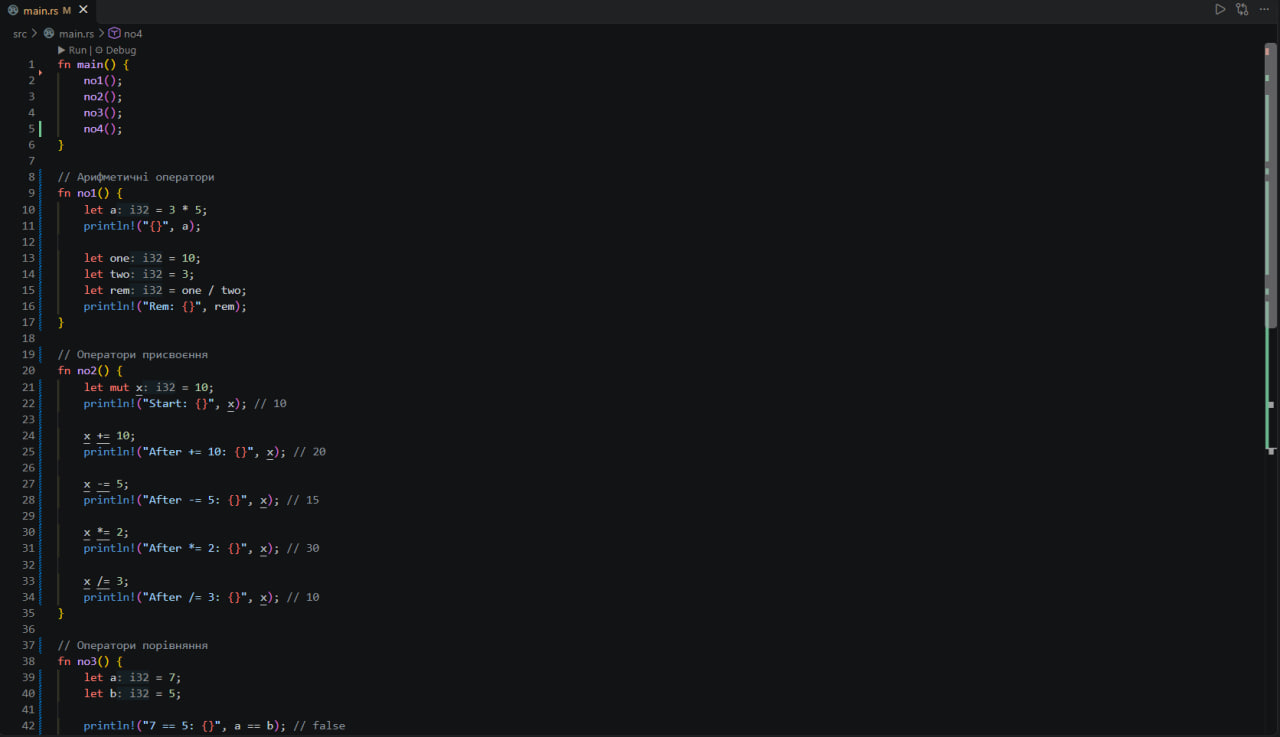 main.rs M
src > main.rs > no4
Run | Debug
1 fn main() {
2 no1();
3 no2();
4 no3();
5 no4();
6 }
7
8 // Арифметичні оператори
9 fn no1() {
10 let a: i32 = 3 * 5;
11 println!("{}", a);
12
13 let one: i32 = 10;
14 let two: i32 = 3;
15 let rem: i32 = one / two;
16 println!("Rem: {}", rem);
17 }
18
19 // Оператори присвоєння
20 fn no2() {
21 let mut x: i32 = 10;
22 println!("Start: {}", x); // 10
23
24 x += 10;
25 println!("After += 10: {}", x); // 20
26
27 x -= 5;
28 println!("After -= 5: {}", x); // 15
29
30 x *= 2;
31 println!("After *= 2: {}", x); // 30
32
33 x /= 3;
34 println!("After /= 3: {}", x); // 10
35 }
36
37 // Оператори порівняння
38 fn no3() {
39 let a: i32 = 7;
40 let b: i32 = 5;
41
42 println!("7 == 5: {}", a == b); // false